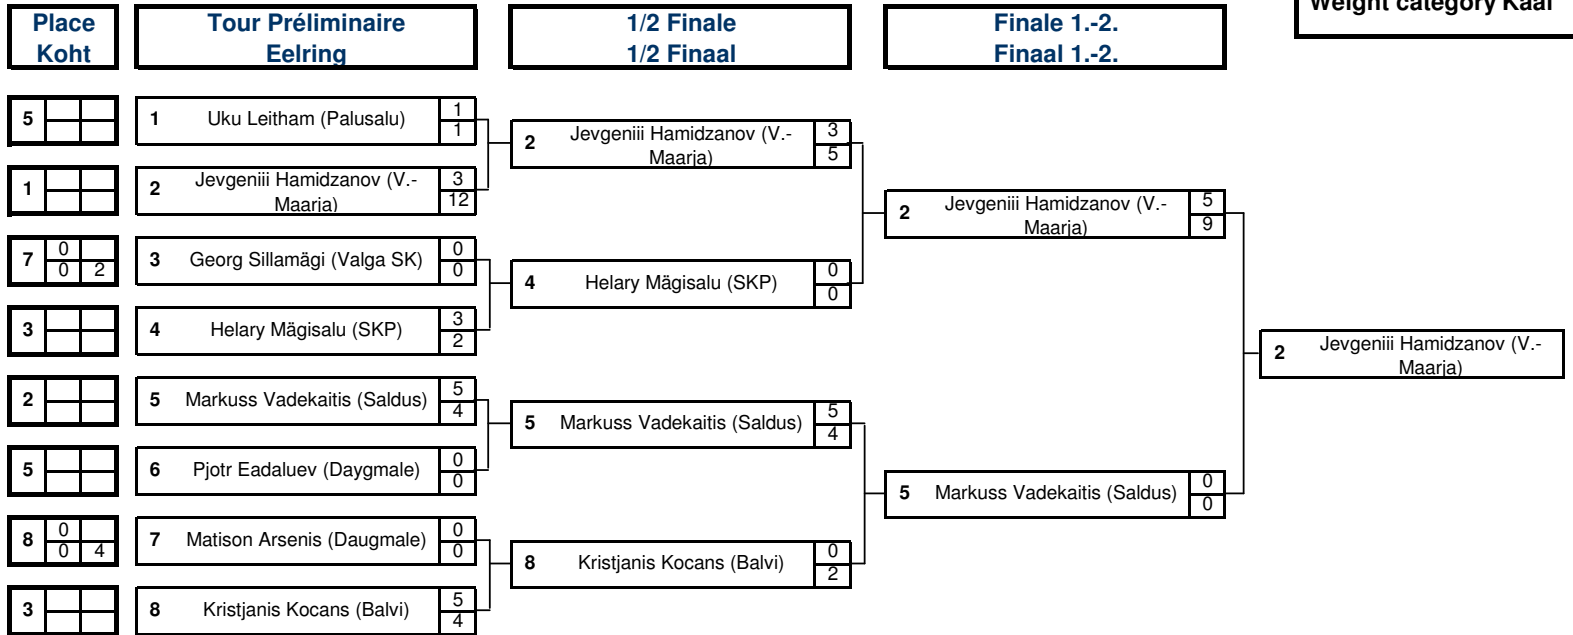 Weight category Kaal
Place Tour Préliminaire 1/2 Finale Finale 1.-2.
Koht Eelring 1/2 Finaal Finaal 1.-2.
5 1 Uku Leitham (Palusalu) 1
1
2 Jevgeniii Hamidzanov (V.- 3
Maarja) 5
1 2 Jevgeniii Hamidzanov (V.- 3
Maarja) 12
2 Jevgeniii Hamidzanov (V.- 5
Maarja) 9
7 0 3 Georg Sillamägi (Valga SK) 0
0 2 0
4 Helary Mägisalu (SKP) 0
0
3 4 Helary Mägisalu (SKP) 3
2
2 Jevgeniii Hamidzanov (V.-
Maarja)
2 5 Markuss Vadekaitis (Saldus) 5
4
5 Markuss Vadekaitis (Saldus) 5
4
5 6 Pjotr Eadaluev (Daygmale) 0
0
5 Markuss Vadekaitis (Saldus) 0
0
8 0 7 Matison Arsenis (Daugmale) 0
0 4 0
8 Kristjanis Kocans (Balvi) 0
2
3 8 Kristjanis Kocans (Balvi) 5
4